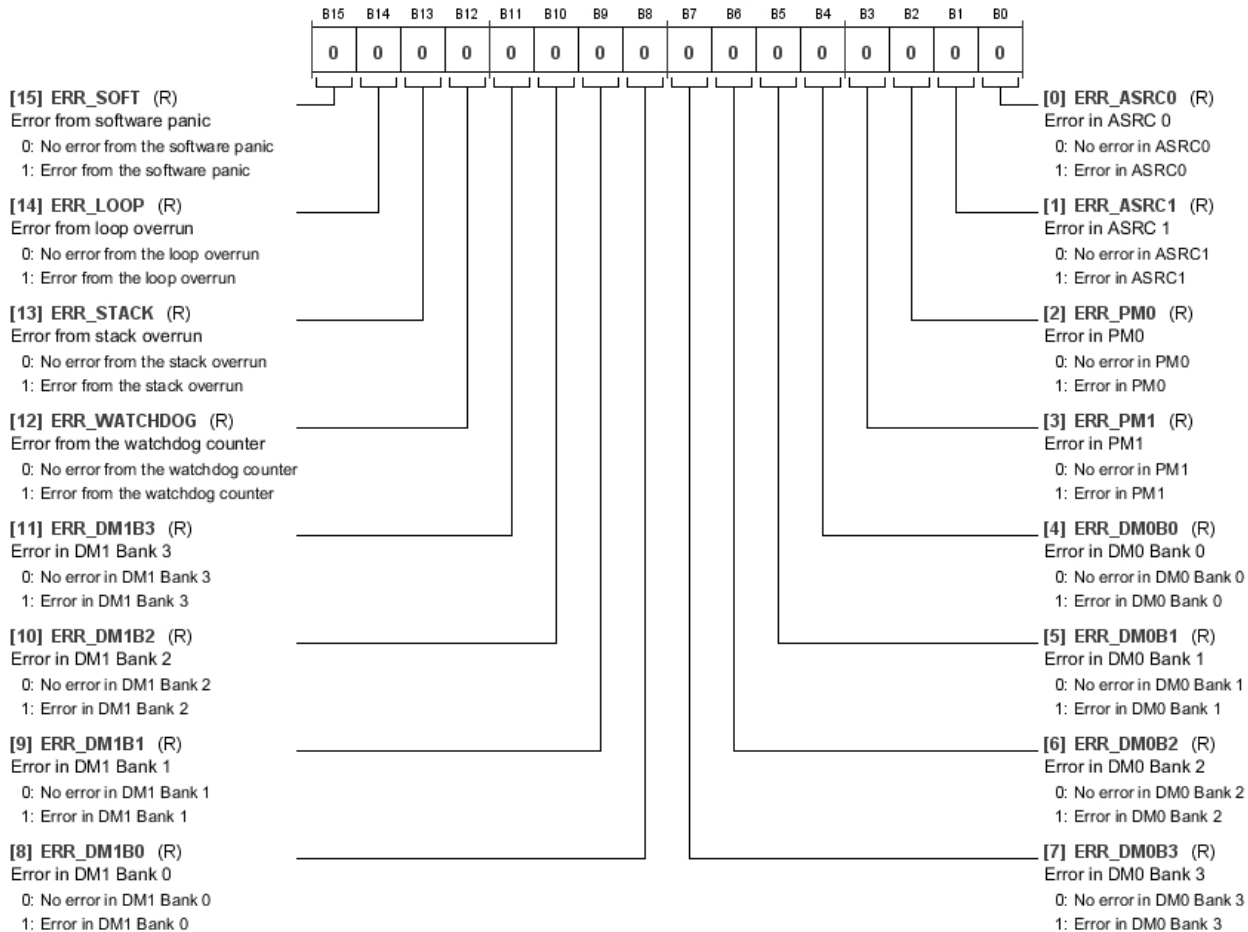 B15 B14 B13 B12 B11 B10 B9 B8 B7 B6 B5 B4 B3 B2 B1 B0
0 0 0 0 0 0 0 0 0 0 0 0 0 0 0 0
[15] ERR_SOFT (R)
Error from software panic
0: No error from the software panic
1: Error from the software panic
[14] ERR_LOOP (R)
Error from loop overrun
0: No error from the loop overrun
1: Error from the loop overrun
[13] ERR_STACK (R)
Error from stack overrun
0: No error from the stack overrun
1: Error from the stack overrun
[12] ERR_WATCHDOG (R)
Error from the watchdog counter
0: No error from the watchdog counter
1: Error from the watchdog counter
[11] ERR_DM1B3 (R)
Error in DM1 Bank 3
0: No error in DM1 Bank 3
1: Error in DM1 Bank 3
[10] ERR_DM1B2 (R)
Error in DM1 Bank 2
0: No error in DM1 Bank 2
1: Error in DM1 Bank 2
[9] ERR_DM1B1 (R)
Error in DM1 Bank 1
0: No error in DM1 Bank 1
1: Error in DM1 Bank 1
[8] ERR_DM1B0 (R)
Error in DM1 Bank 0
0: No error in DM1 Bank 0
1: Error in DM1 Bank 0
[0] ERR_ASRC0 (R)
Error in ASRC 0
0: No error in ASRC0
1: Error in ASRC0
[1] ERR_ASRC1 (R)
Error in ASRC 1
0: No error in ASRC1
1: Error in ASRC1
[2] ERR_PM0 (R)
Error in PM0
0: No error in PM0
1: Error in PM0
[3] ERR_PM1 (R)
Error in PM1
0: No error in PM1
1: Error in PM1
[4] ERR_DM0B0 (R)
Error in DM0 Bank 0
0: No error in DM0 Bank 0
1: Error in DM0 Bank 0
[5] ERR_DM0B1 (R)
Error in DM0 Bank 1
0: No error in DM0 Bank 1
1: Error in DM0 Bank 1
[6] ERR_DM0B2 (R)
Error in DM0 Bank 2
0: No error in DM0 Bank 2
1: Error in DM0 Bank 2
[7] ERR_DM0B3 (R)
Error in DM0 Bank 3
0: No error in DM0 Bank 3
1: Error in DM0 Bank 3